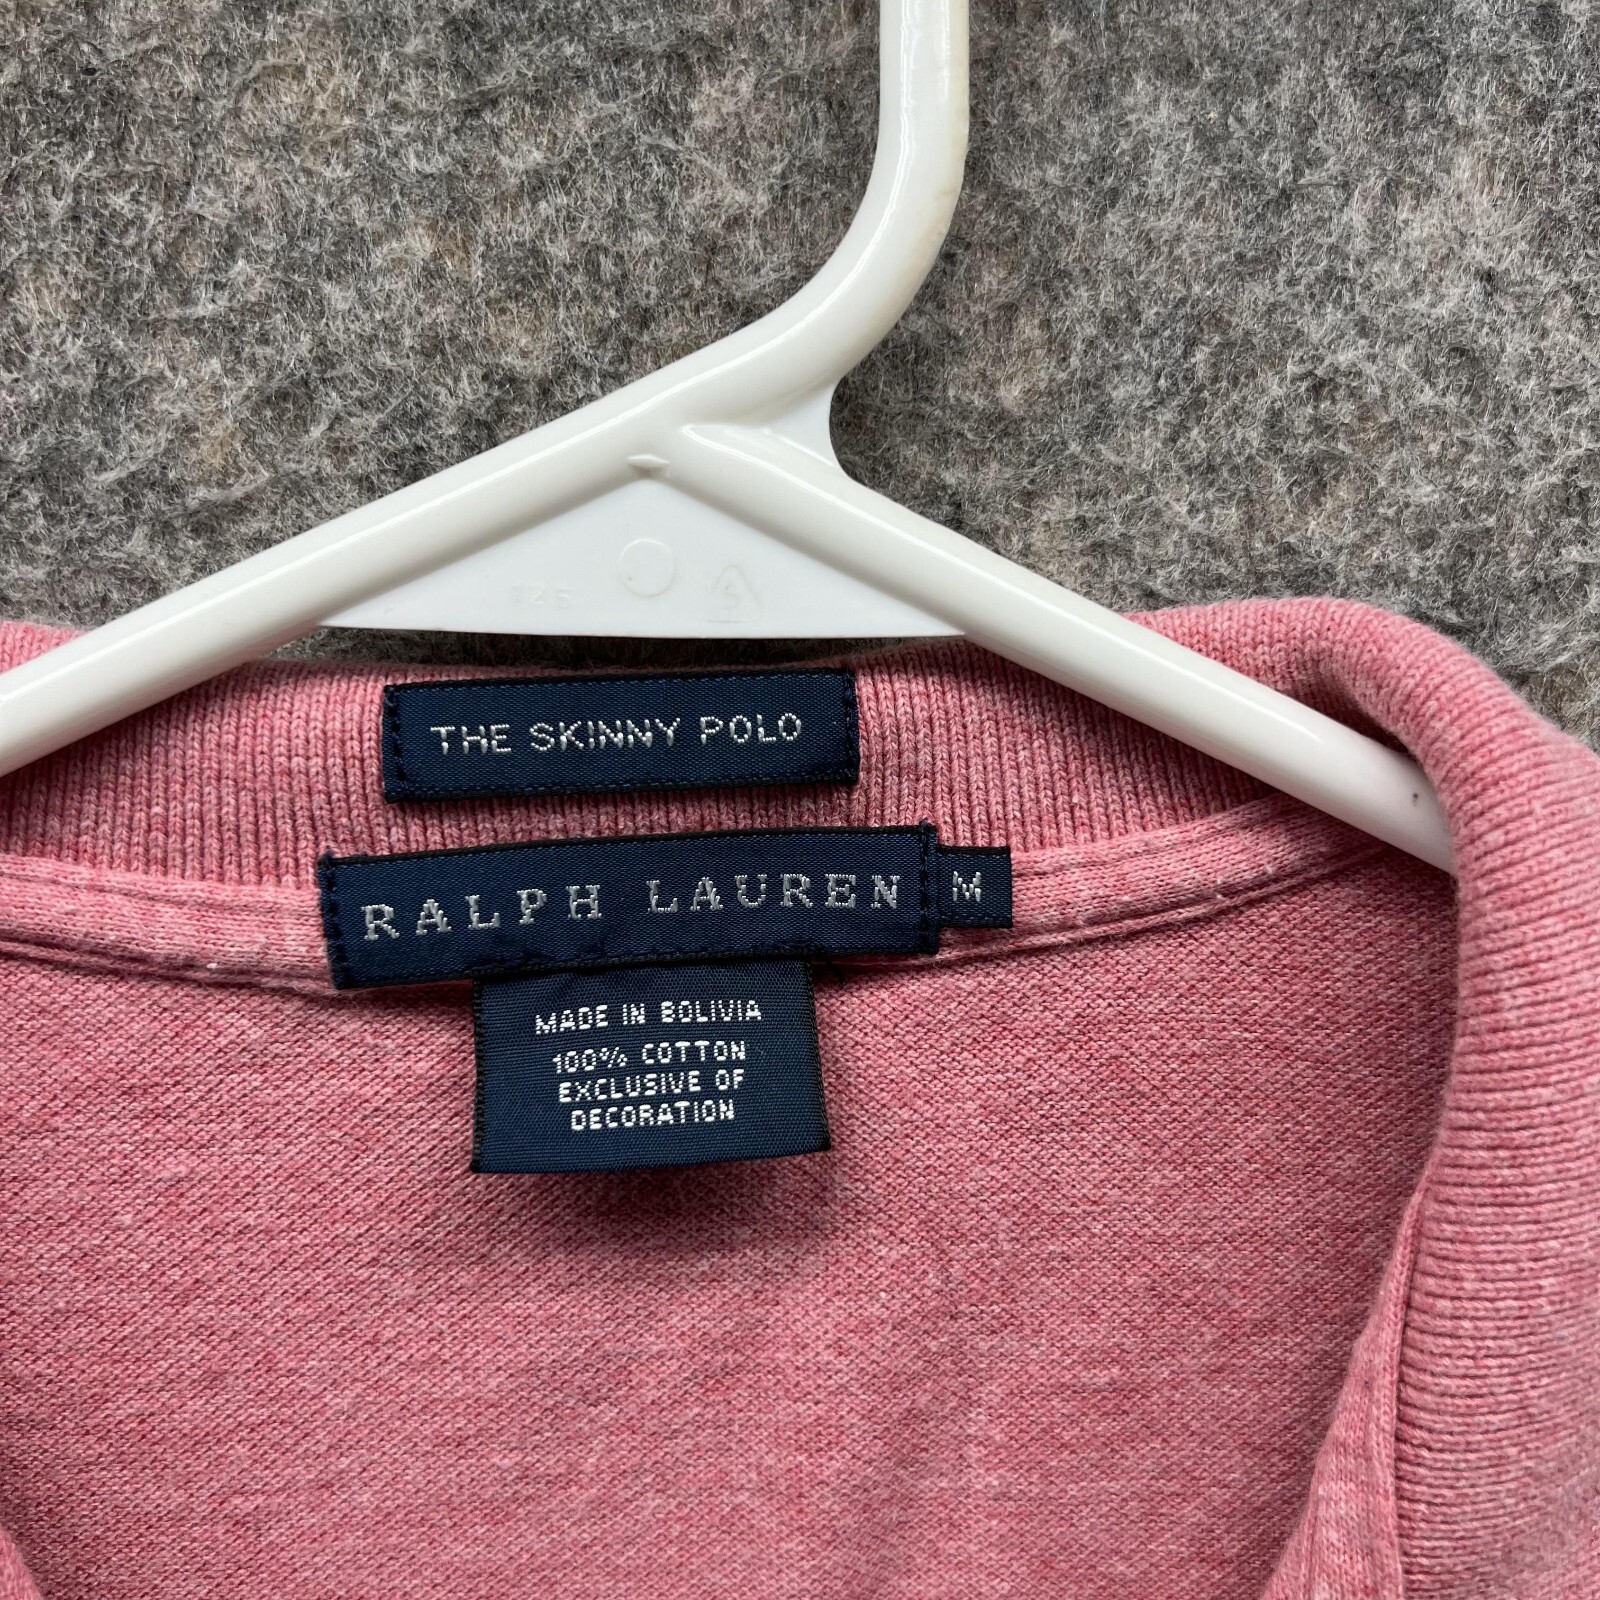 THE SKINNY POLO
RALPH LAUREN
M
MADE IN BOLIVIA
100% COTTON
EXCLUSIVE OF
DECORATION